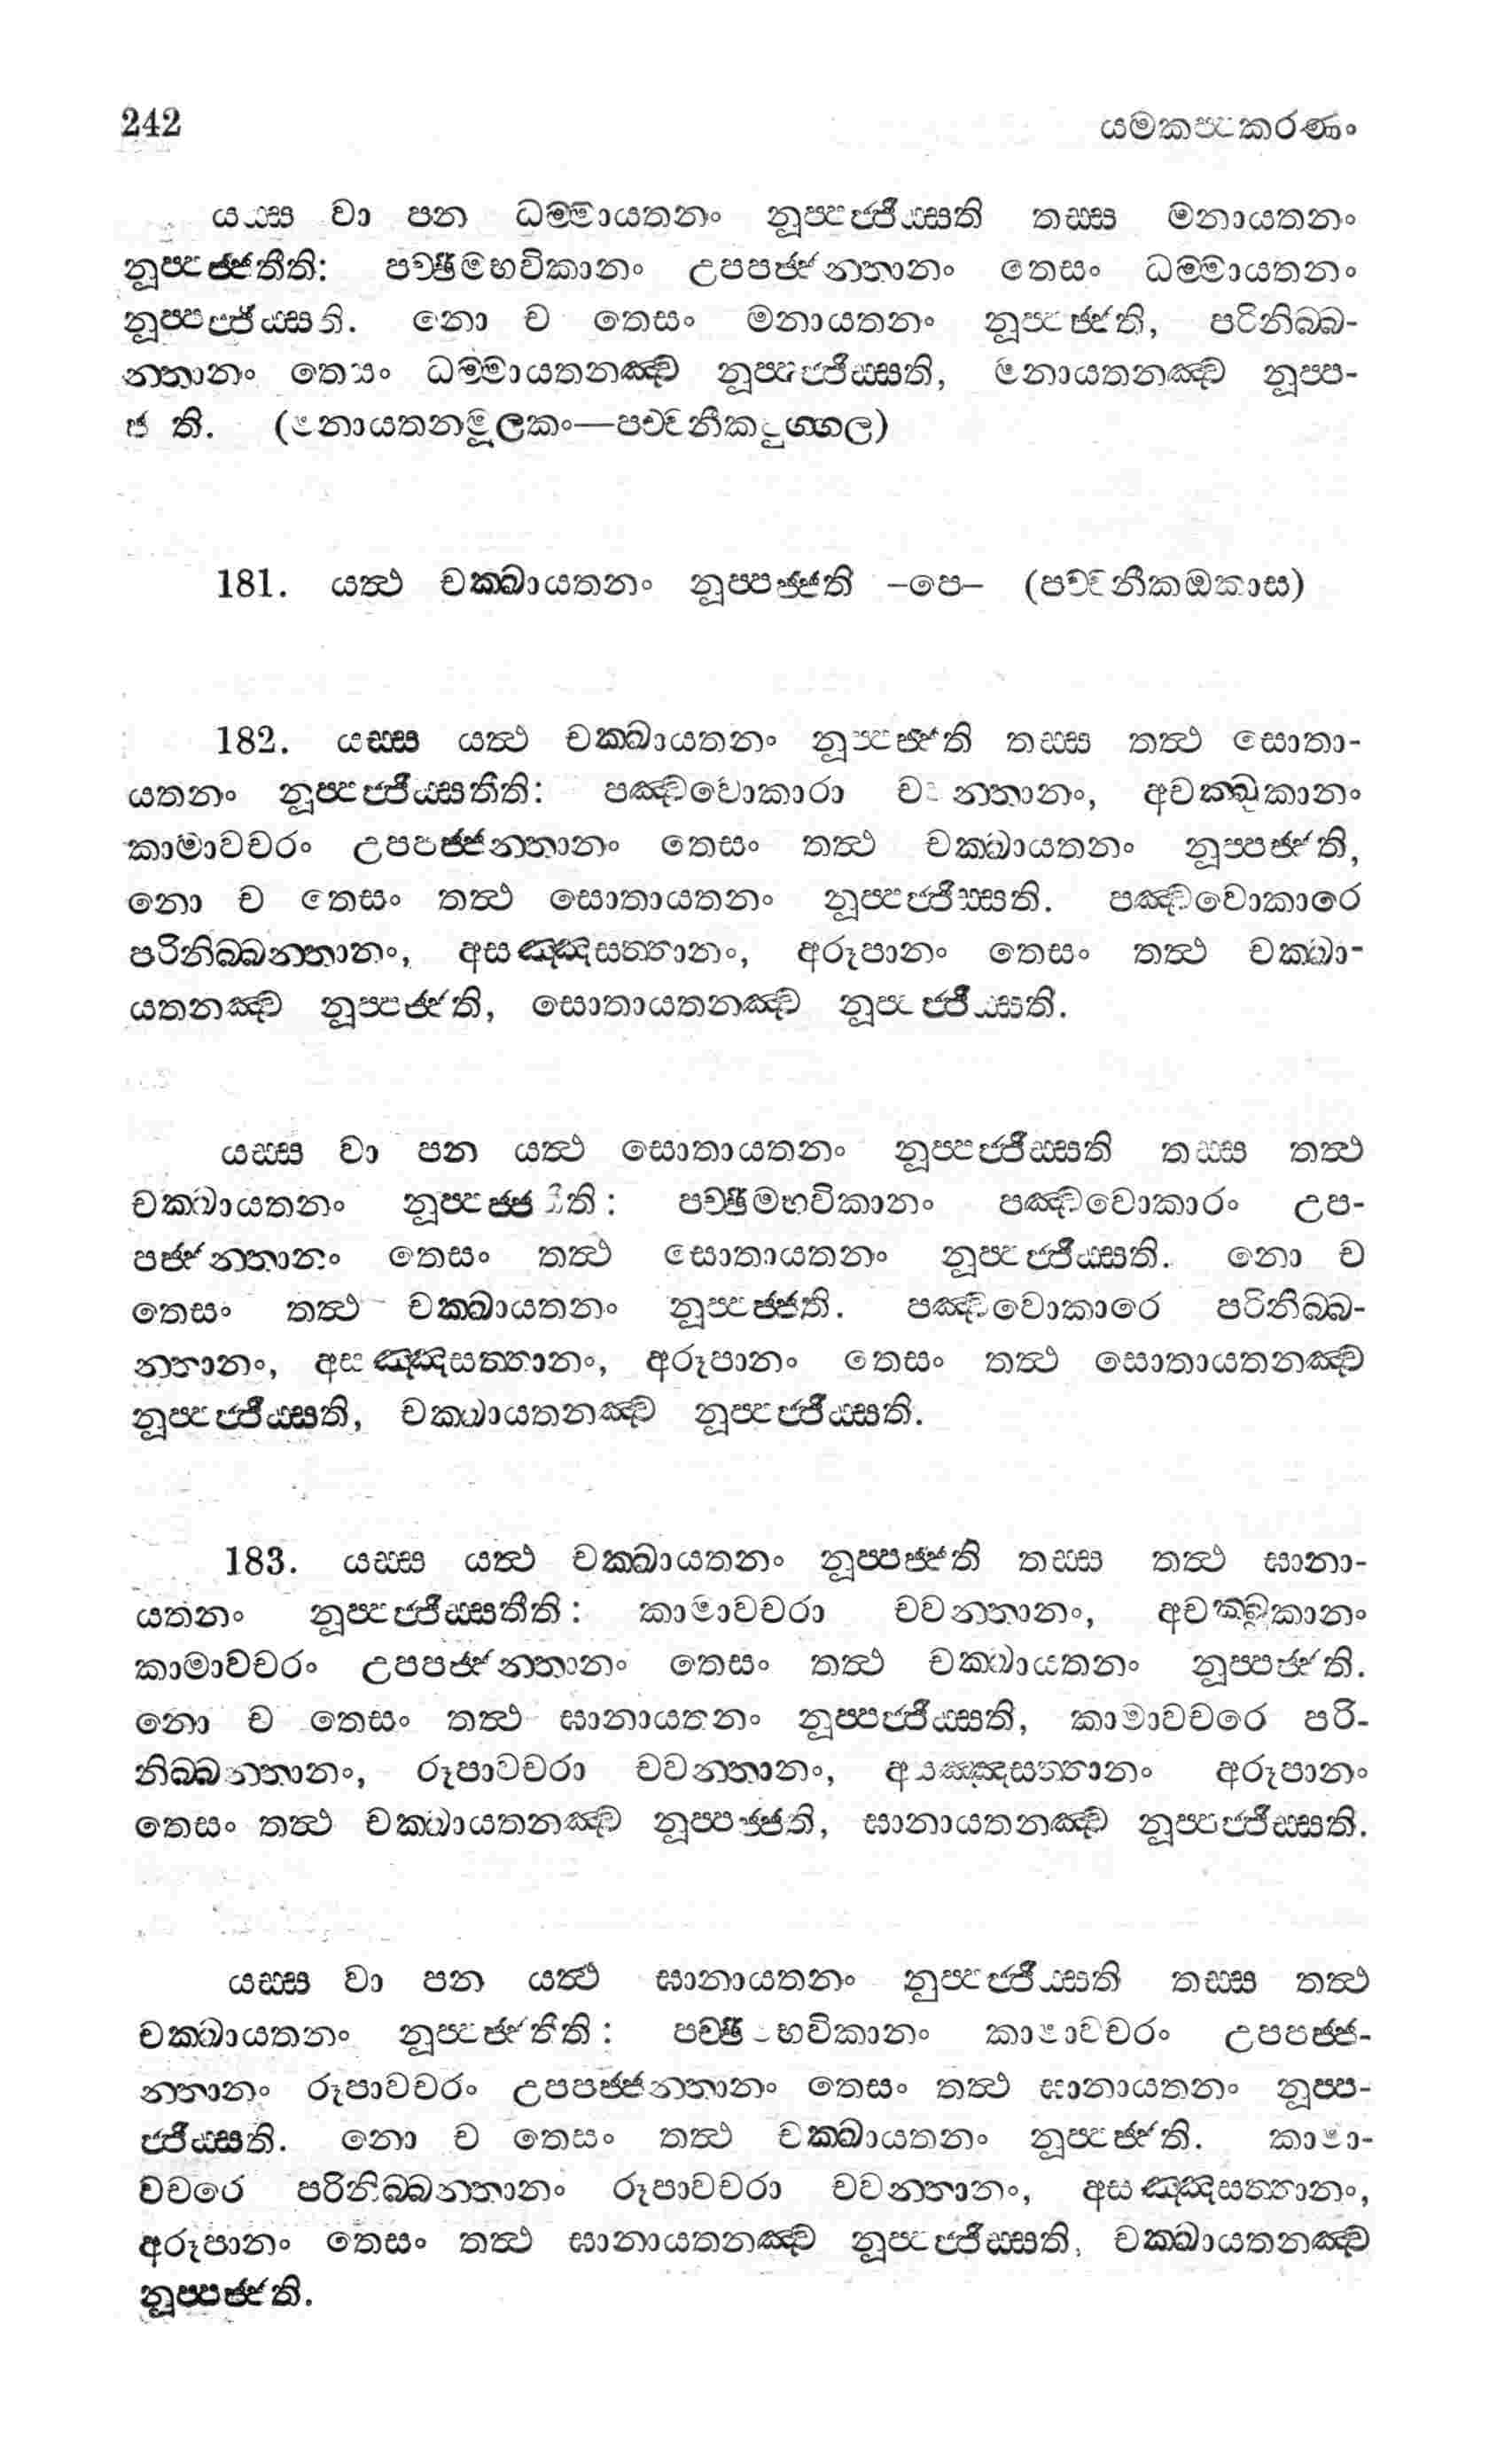 242 යමකප්පකරණං
යස්ස වා පන ධම්මායතනං නූප්පජ්ජිස්සති තස්ස මනායතනං
නූප්පජ්ජතීති: පච්ඡිමභවිකානං උපපජ්ජන්තානං තෙසං ධම්මායතනං
නූප්පජ්ජිස්සති. නො ච තෙසං මනායතනං නූප්පජ්ජති, පරිනිබ්බ-
න්තානං තෙසං ධම්මායතනඤ්ච නූප්පජ්ජිස්සති, මනායතනඤ්ච නූප්ප-
ජ්ජති. (මනායතනමූලකං—පච්චනීකපුග්ගල)
181. යත්ථ චක්ඛායතනං නූප්පජ්ජති -පෙ- (පච්චනීකඔකාස)
182. යස්ස යත්ථ චක්ඛායතනං නූප්පජ්ජති තස්ස තත්ථ සොතා-
යතනං නූප්පජ්ජිස්සතීති: පඤ්චවොකාරා චවන්තානං, අචක්ඛුකානං
කාමාවචරං උපපජ්ජන්තානං තෙසං තත්ථ චක්ඛායතනං නූප්පජ්ජති,
නො ච තෙසං තත්ථ සොතායතනං නූප්පජ්ජිස්සති. පඤ්චවොකාරෙ
පරිනිබ්බන්තානං, අසඤ්ඤසත්තානං, අරූපානං තෙසං තත්ථ චක්ඛා-
යතනඤ්ච නූප්පජ්ජති, සොතායතනඤ්ච නූප්පජ්ජිස්සති.
යස්ස වා පන යත්ථ සොතායතනං නූප්පජ්ජිස්සති තස්ස තත්ථ
චක්ඛායතනං නූප්පජ්ජතීති: පච්ඡිමභවිකානං පඤ්චවොකාරං උප-
පජ්ජන්තානං තෙසං තත්ථ සොතායතනං නූප්පජ්ජිස්සති. නො ච
තෙසං තත්ථ චක්ඛායතනං නූප්පජ්ජති. පඤ්චවොකාරෙ පරිනිබ්බ-
න්තානං, අසඤ්ඤසත්තානං, අරූපානං තෙසං තත්ථ සොතායතනඤ්ච
නූප්පජ්ජිස්සති, චක්ඛායතනඤ්ච නූප්පජ්ජිස්සති.
183. යස්ස යත්ථ චක්ඛායතනං නූප්පජ්ජති තස්ස තත්ථ ඝානා-
යතනං නූප්පජ්ජිස්සතීති: කාමාවචරා චවන්තානං, අචක්ඛුකානං
කාමාවචරං උපපජ්ජන්තානං තෙසං තත්ථ චක්ඛායතනං නූප්පජ්ජති.
නො ච තෙසං තත්ථ ඝානායතනං නූප්පජ්ජිස්සති, කාමාවචරෙ පරි-
නිබ්බන්තානං, රූපාවචරා චවන්තානං, අසඤ්ඤසත්තානං අරූපානං
තෙසං තත්ථ චක්ඛායතනඤ්ච නූප්පජ්ජති, ඝානායතනඤ්ච නූප්පජ්ජිස්සති.
යස්ස වා පන යත්ථ ඝානායතනං නුප්පජ්ජිස්සති තස්ස තත්ථ
චක්ඛායතනං නූප්පජ්ජතීති: පච්ඡිමභවිකානං කාමාවචරං උපපජ්ජ-
න්තානං රූපාවචරං උපපජ්ජන්තානං තෙසං තත්ථ ඝානායතනං නූප්ප-
ජ්ජිස්සති. නො ච තෙසං තත්ථ චක්ඛායතනං නූප්පජ්ජති. කාමා-
වචරෙ පරිනිබ්බන්තානං රූපාවචරා චවන්තානං, අසඤ්ඤසත්තානං,
අරූපානං තෙසං තත්ථ ඝානායතනඤ්ච නූප්පජ්ජිස්සති, චක්ඛායතනඤ්ච
නූප්පජ්ජති.